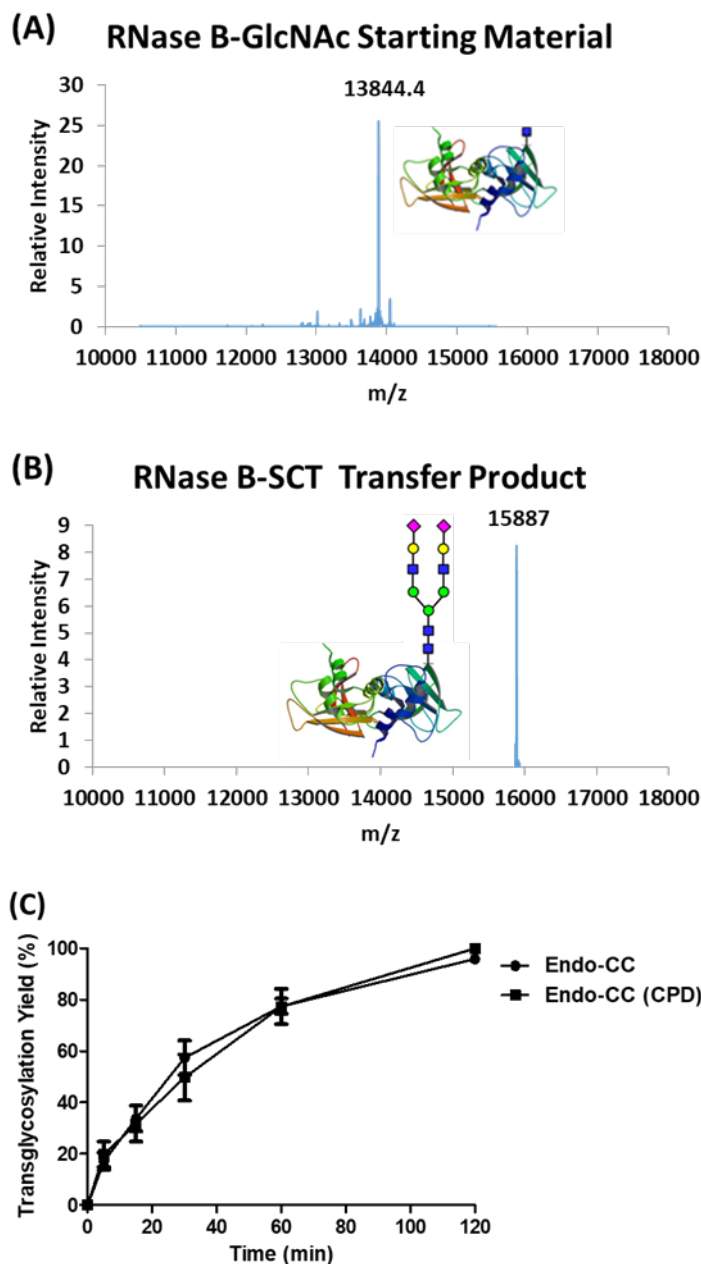 (A) RNase B-GlcNAc Starting Material
13844.4
Relative Intensity
30
25
20
15
10
5
0
10000 11000 12000 13000 14000 15000 16000 17000 18000
m/z
(B) RNase B-SCT Transfer Product
15887
Relative Intensity
9
8
7
6
5
4
3
2
1
0
10000 11000 12000 13000 14000 15000 16000 17000 18000
m/z
(C)
Transglycosylation Yield (%)
100
80
60
40
20
0
0 20 40 60 80 100 120
Time (min)
Endo-CC
Endo-CC (CPD)